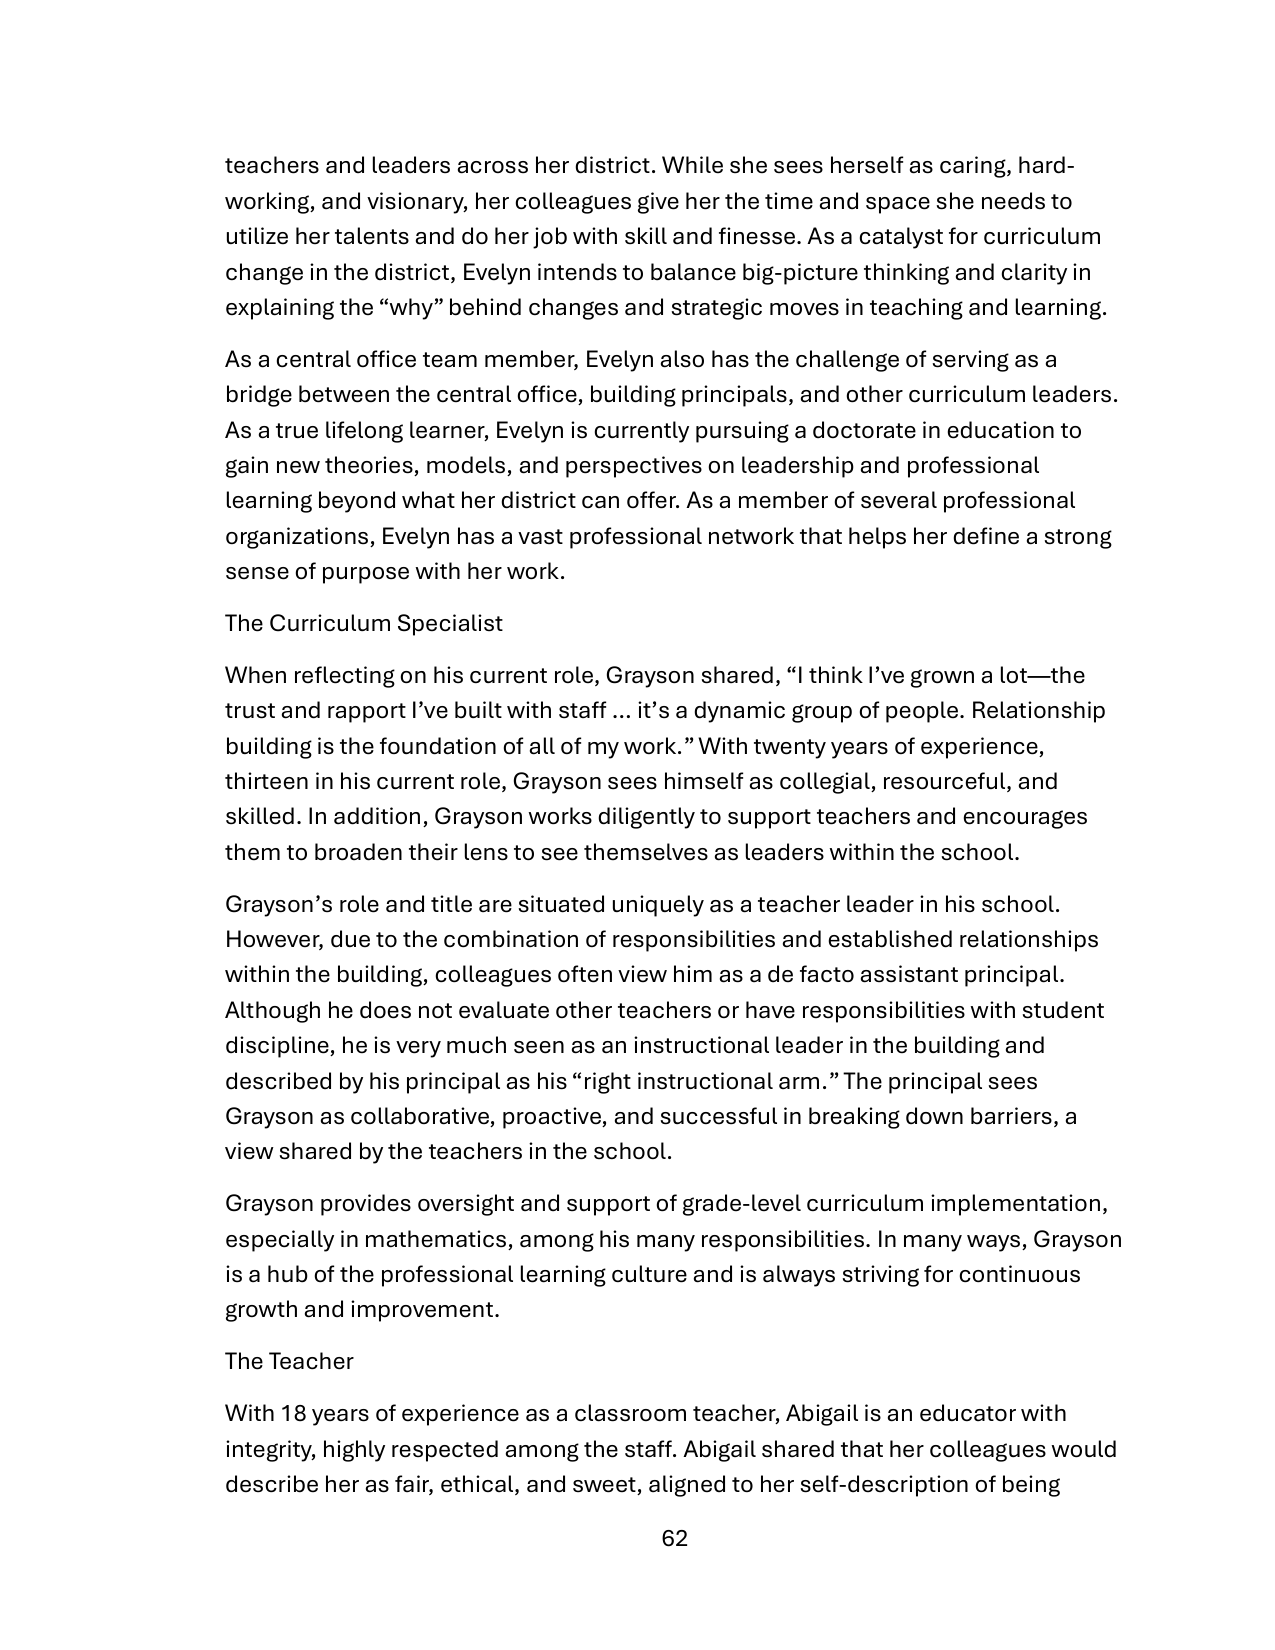 teachers and leaders across her district. While she sees herself as caring, hard-
working, and visionary, her colleagues give her the time and space she needs to
utilize her talents and do her job with skill and finesse. As a catalyst for curriculum
change in the district, Evelyn intends to balance big-picture thinking and clarity in
explaining the “why” behind changes and strategic moves in teaching and learning.
As a central office team member, Evelyn also has the challenge of serving as a
bridge between the central office, building principals, and other curriculum leaders.
As a true lifelong learner, Evelyn is currently pursuing a doctorate in education to
gain new theories, models, and perspectives on leadership and professional
learning beyond what her district can offer. As a member of several professional
organizations, Evelyn has a vast professional network that helps her define a strong
sense of purpose with her work.
The Curriculum Specialist
When reflecting on his current role, Grayson shared, “I think I’ve grown a lot—the
trust and rapport I’ve built with staff ... it’s a dynamic group of people. Relationship
building is the foundation of all of my work.” With twenty years of experience,
thirteen in his current role, Grayson sees himself as collegial, resourceful, and
skilled. In addition, Grayson works diligently to support teachers and encourages
them to broaden their lens to see themselves as leaders within the school.
Grayson’s role and title are situated uniquely as a teacher leader in his school.
However, due to the combination of responsibilities and established relationships
within the building, colleagues often view him as a de facto assistant principal.
Although he does not evaluate other teachers or have responsibilities with student
discipline, he is very much seen as an instructional leader in the building and
described by his principal as his “right instructional arm.” The principal sees
Grayson as collaborative, proactive, and successful in breaking down barriers, a
view shared by the teachers in the school.
Grayson provides oversight and support of grade-level curriculum implementation,
especially in mathematics, among his many responsibilities. In many ways, Grayson
is a hub of the professional learning culture and is always striving for continuous
growth and improvement.
The Teacher
With 18 years of experience as a classroom teacher, Abigail is an educator with
integrity, highly respected among the staff. Abigail shared that her colleagues would
describe her as fair, ethical, and sweet, aligned to her self-description of being
62